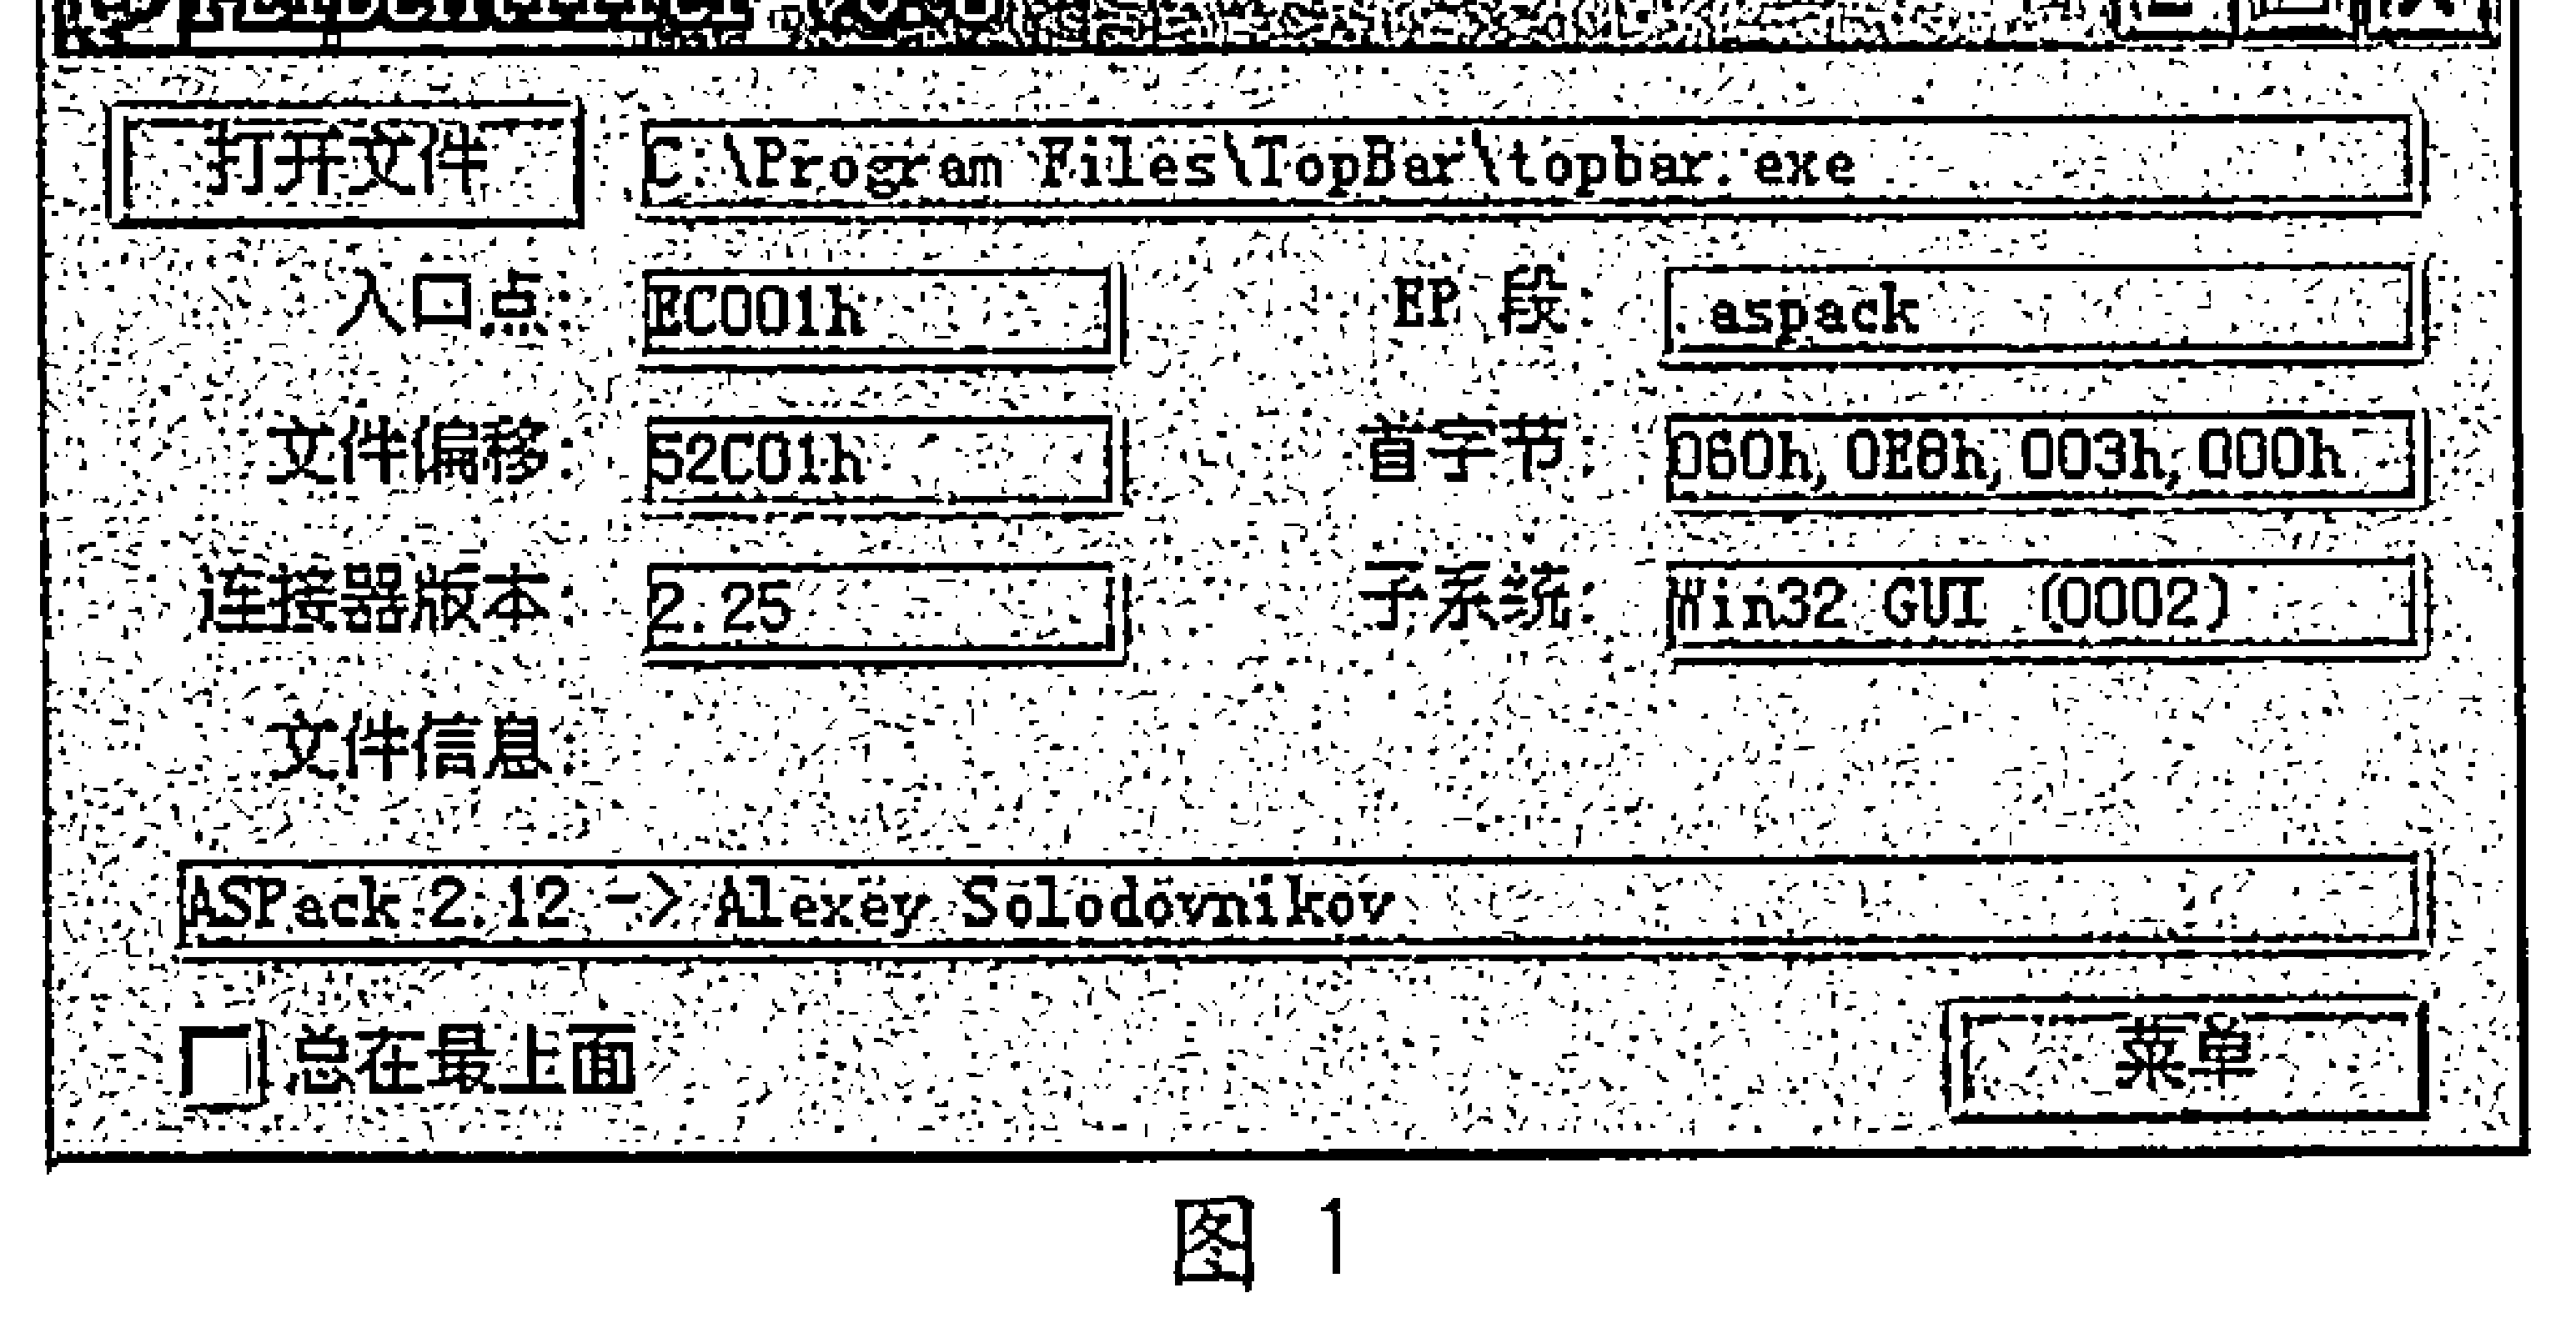 打开文件 C:\Program Files\TopBar\topbar.exe
入口点: EC001h EP 段: .aspack
文件偏移: 52C01h 首字节: 060h, 0E8h, 003h, 000h
连接器版本: 2.25 子系统: Win32 GUI (0002)
文件信息:
ASPack 2.12 -> Alexey Solodovnikov
总在最上面 菜单
图 1